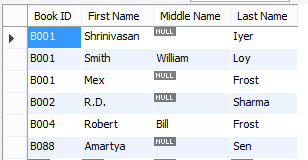 Book ID First Name Middle Name Last Name
B001 Shrinivasan NULL Iyer
B001 Smith William Loy
B001 Mex NULL Frost
B002 R.D. NULL Sharma
B004 Robert Bill Frost
B088 Amartya NULL Sen